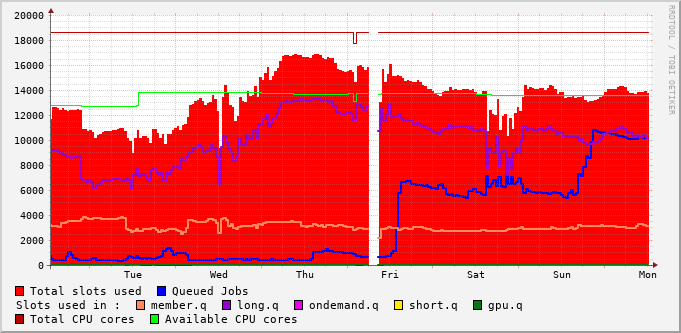 20000
18000
16000
14000
12000
10000
8000
6000
4000
2000
0
Tue Wed Thu Fri Sat Sun Mon
RRDTOOL / TOBI OETIKER
Total slots used Queued Jobs
Slots used in : member.q long.q ondemand.q short.q gpu.q
Total CPU cores Available CPU cores